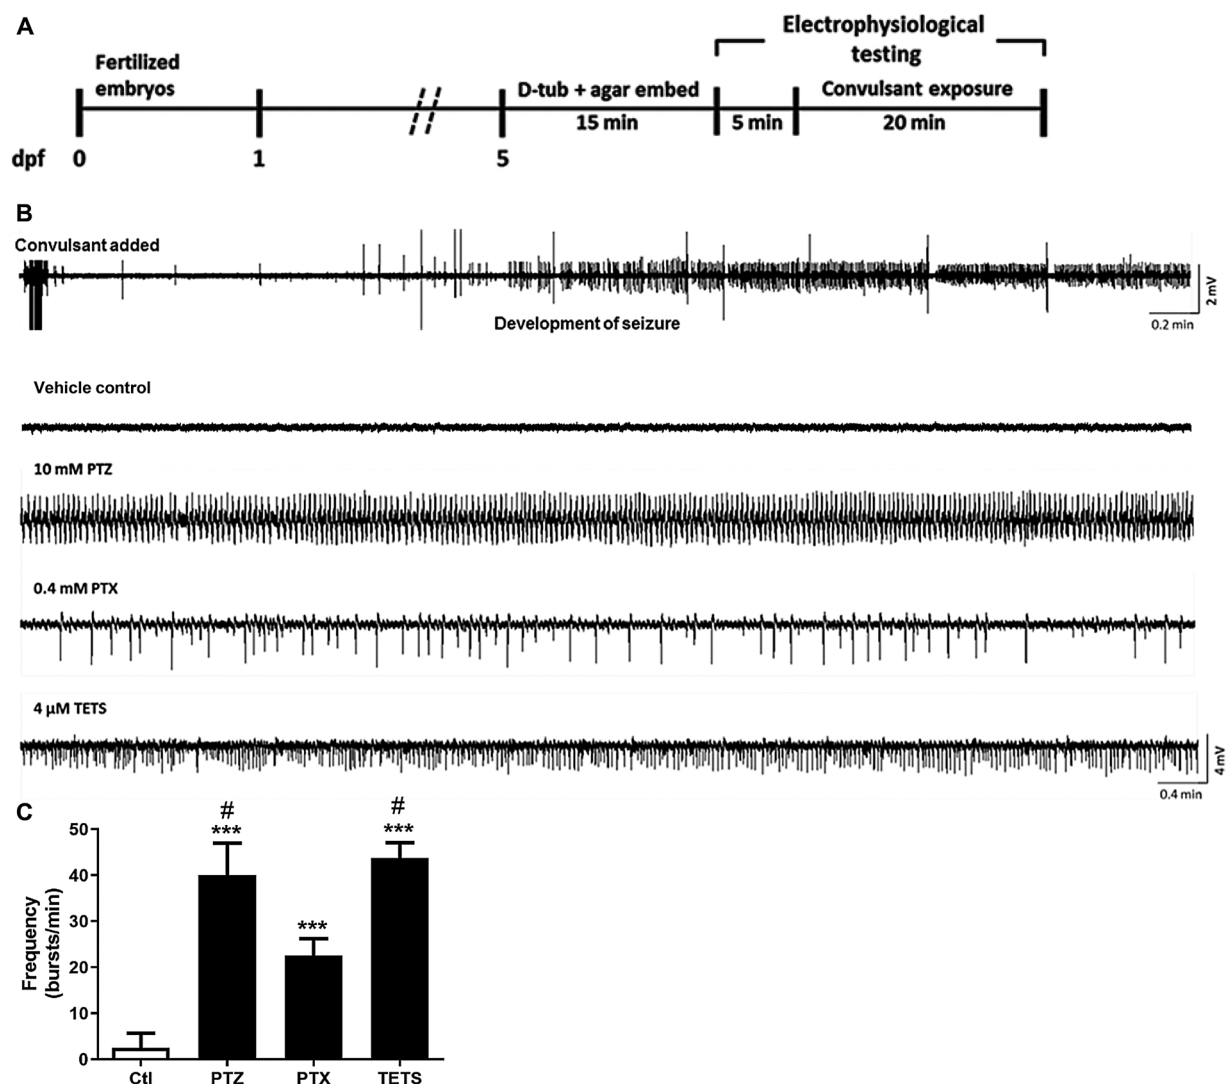 A
Electrophysiological
testing
Fertilized
embryos
D-tub + agar embed
Convulsant exposure
15 min
5 min
20 min
dpf 0 1 5
B
Convulsant added
Development of seizure
2 mV
0.2 min
Vehicle control
10 mM PTZ
0.4 mM PTX
4 µM TETS
4 mV
0.4 min
C
# #
*** *** ***
Frequency
(bursts/min)
50
40
30
20
10
0
Ctl PTZ PTX TETS